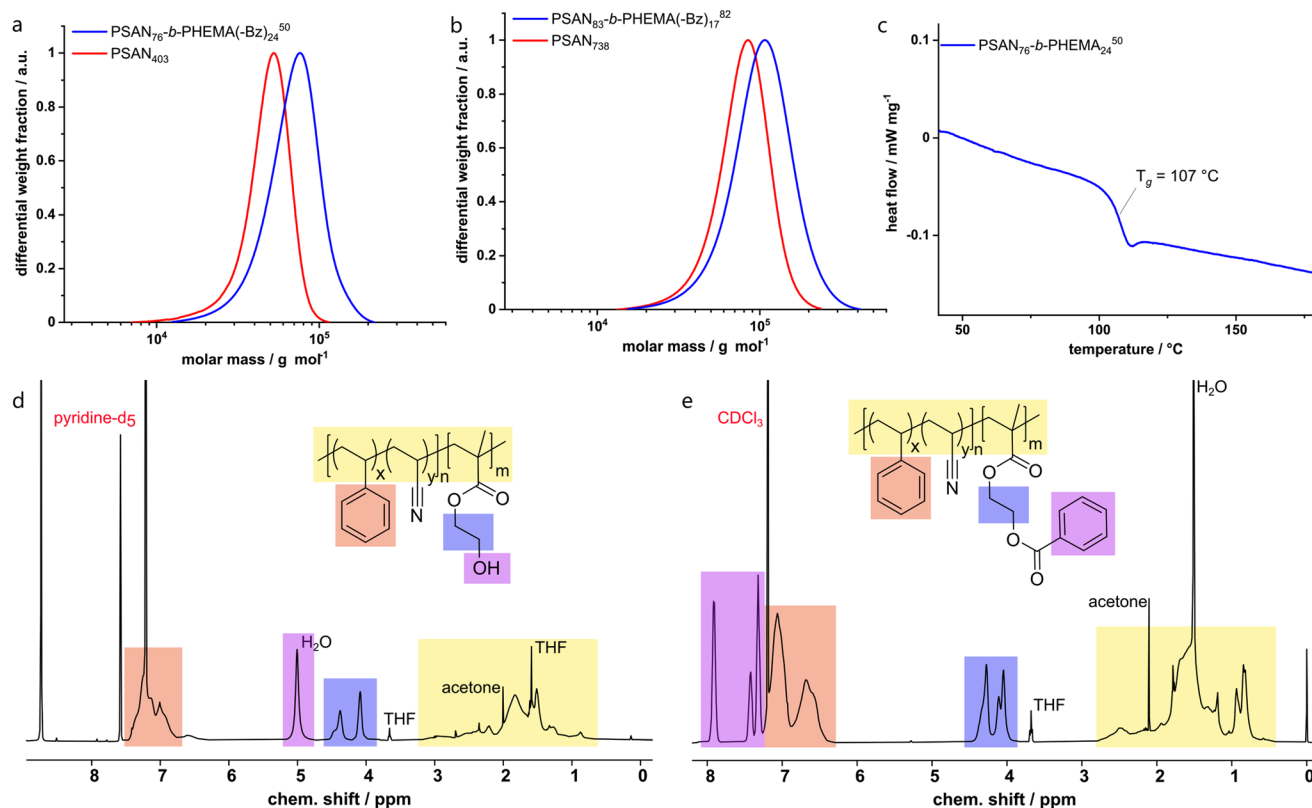 a
PSAN₇₆-b-PHEMA(-Bz)₂₄⁵⁰
PSAN₄₀₃
1
0.8
0.6
0.4
0.2
0
differential weight fraction / a.u.
10⁴
10⁵
molar mass / g mol⁻¹
b
PSAN₈₃-b-PHEMA(-Bz)₁₇⁸²
PSAN₇₃₈
1
0.8
0.6
0.4
0.2
0
differential weight fraction / a.u.
10⁴
10⁵
molar mass / g mol⁻¹
c
PSAN₇₆-b-PHEMA₂₄⁵⁰
0.1
0
-0.1
heat flow / mW mg⁻¹
T_g = 107 °C
50
100
150
temperature / °C
d
pyridine-d5
x
y
n
m
N
O
O
OH
H₂O
THF
acetone
THF
8
7
6
5
4
3
2
1
0
chem. shift / ppm
e
CDCl₃
x
y
n
m
N
O
O
O
O
H₂O
acetone
THF
8
7
6
5
4
3
2
1
0
chem. shift / ppm